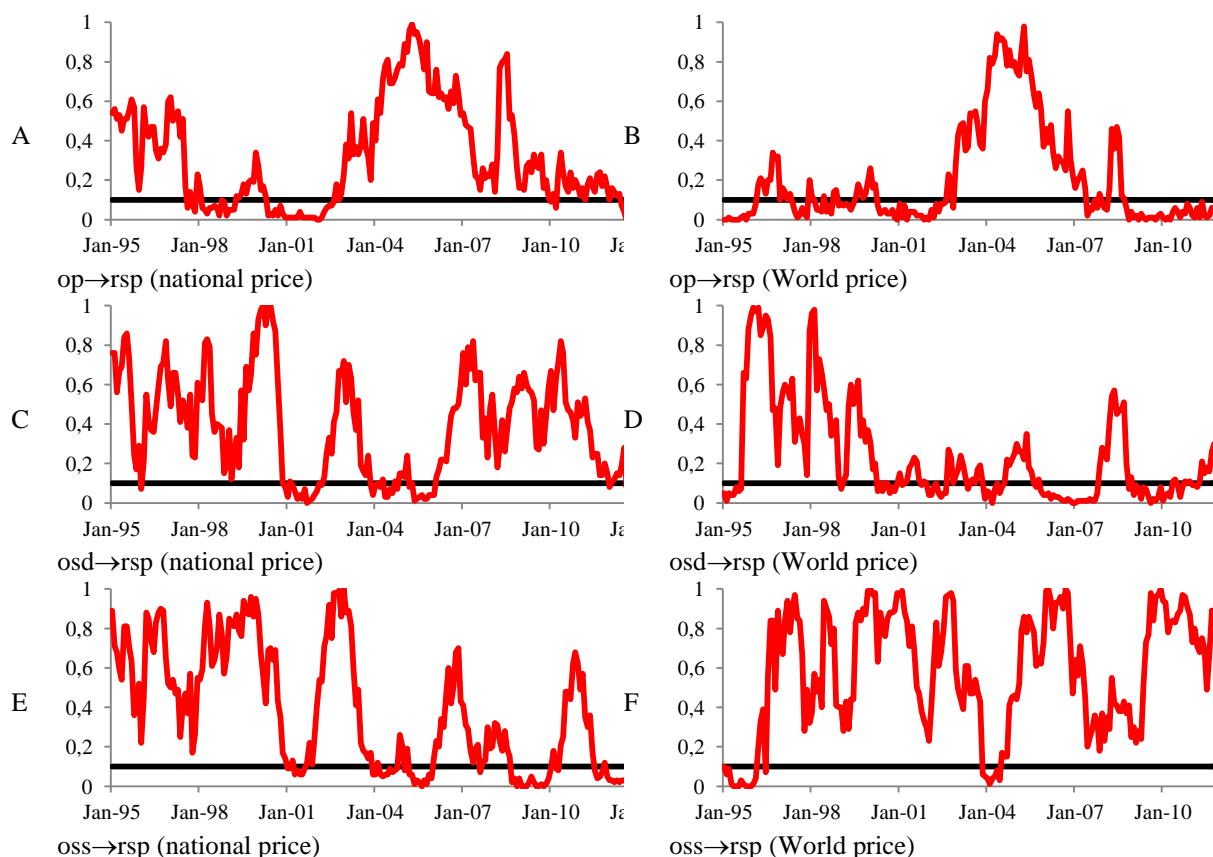 1
0,8
0,6
0,4
0,2
0
A
Jan-95 Jan-98 Jan-01 Jan-04 Jan-07 Jan-10 Ja
op→rsp (national price)
1
0,8
0,6
0,4
0,2
0
B
Jan-95 Jan-98 Jan-01 Jan-04 Jan-07 Jan-10
op→rsp (World price)
1
0,8
0,6
0,4
0,2
0
C
Jan-95 Jan-98 Jan-01 Jan-04 Jan-07 Jan-10 Ja
osd→rsp (national price)
1
0,8
0,6
0,4
0,2
0
D
Jan-95 Jan-98 Jan-01 Jan-04 Jan-07 Jan-10
osd→rsp (World price)
1
0,8
0,6
0,4
0,2
0
E
Jan-95 Jan-98 Jan-01 Jan-04 Jan-07 Jan-10 Ja
oss→rsp (national price)
1
0,8
0,6
0,4
0,2
0
F
Jan-95 Jan-98 Jan-01 Jan-04 Jan-07 Jan-10
oss→rsp (World price)